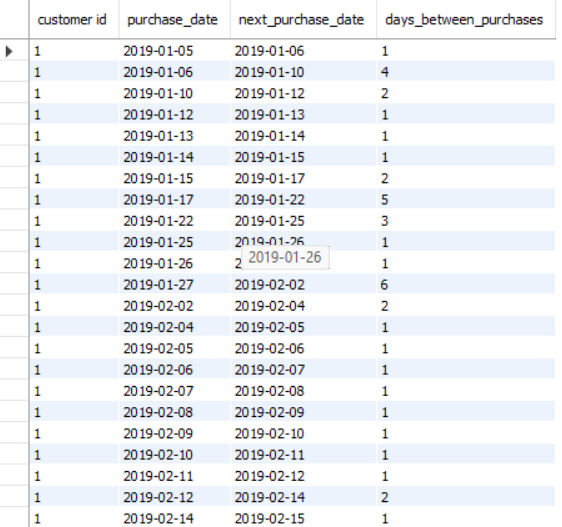 customer id purchase_date next_purchase_date days_between_purchases
1 2019-01-05 2019-01-06 1
1 2019-01-06 2019-01-10 4
1 2019-01-10 2019-01-12 2
1 2019-01-12 2019-01-13 1
1 2019-01-13 2019-01-14 1
1 2019-01-14 2019-01-15 1
1 2019-01-15 2019-01-17 2
1 2019-01-17 2019-01-22 5
1 2019-01-22 2019-01-25 3
1 2019-01-25 2019-01-26 1
2019-01-26
1 2019-01-26 2 1
1 2019-01-27 2019-02-02 6
1 2019-02-02 2019-02-04 2
1 2019-02-04 2019-02-05 1
1 2019-02-05 2019-02-06 1
1 2019-02-06 2019-02-07 1
1 2019-02-07 2019-02-08 1
1 2019-02-08 2019-02-09 1
1 2019-02-09 2019-02-10 1
1 2019-02-10 2019-02-11 1
1 2019-02-11 2019-02-12 1
1 2019-02-12 2019-02-14 2
1 2019-02-14 2019-02-15 1